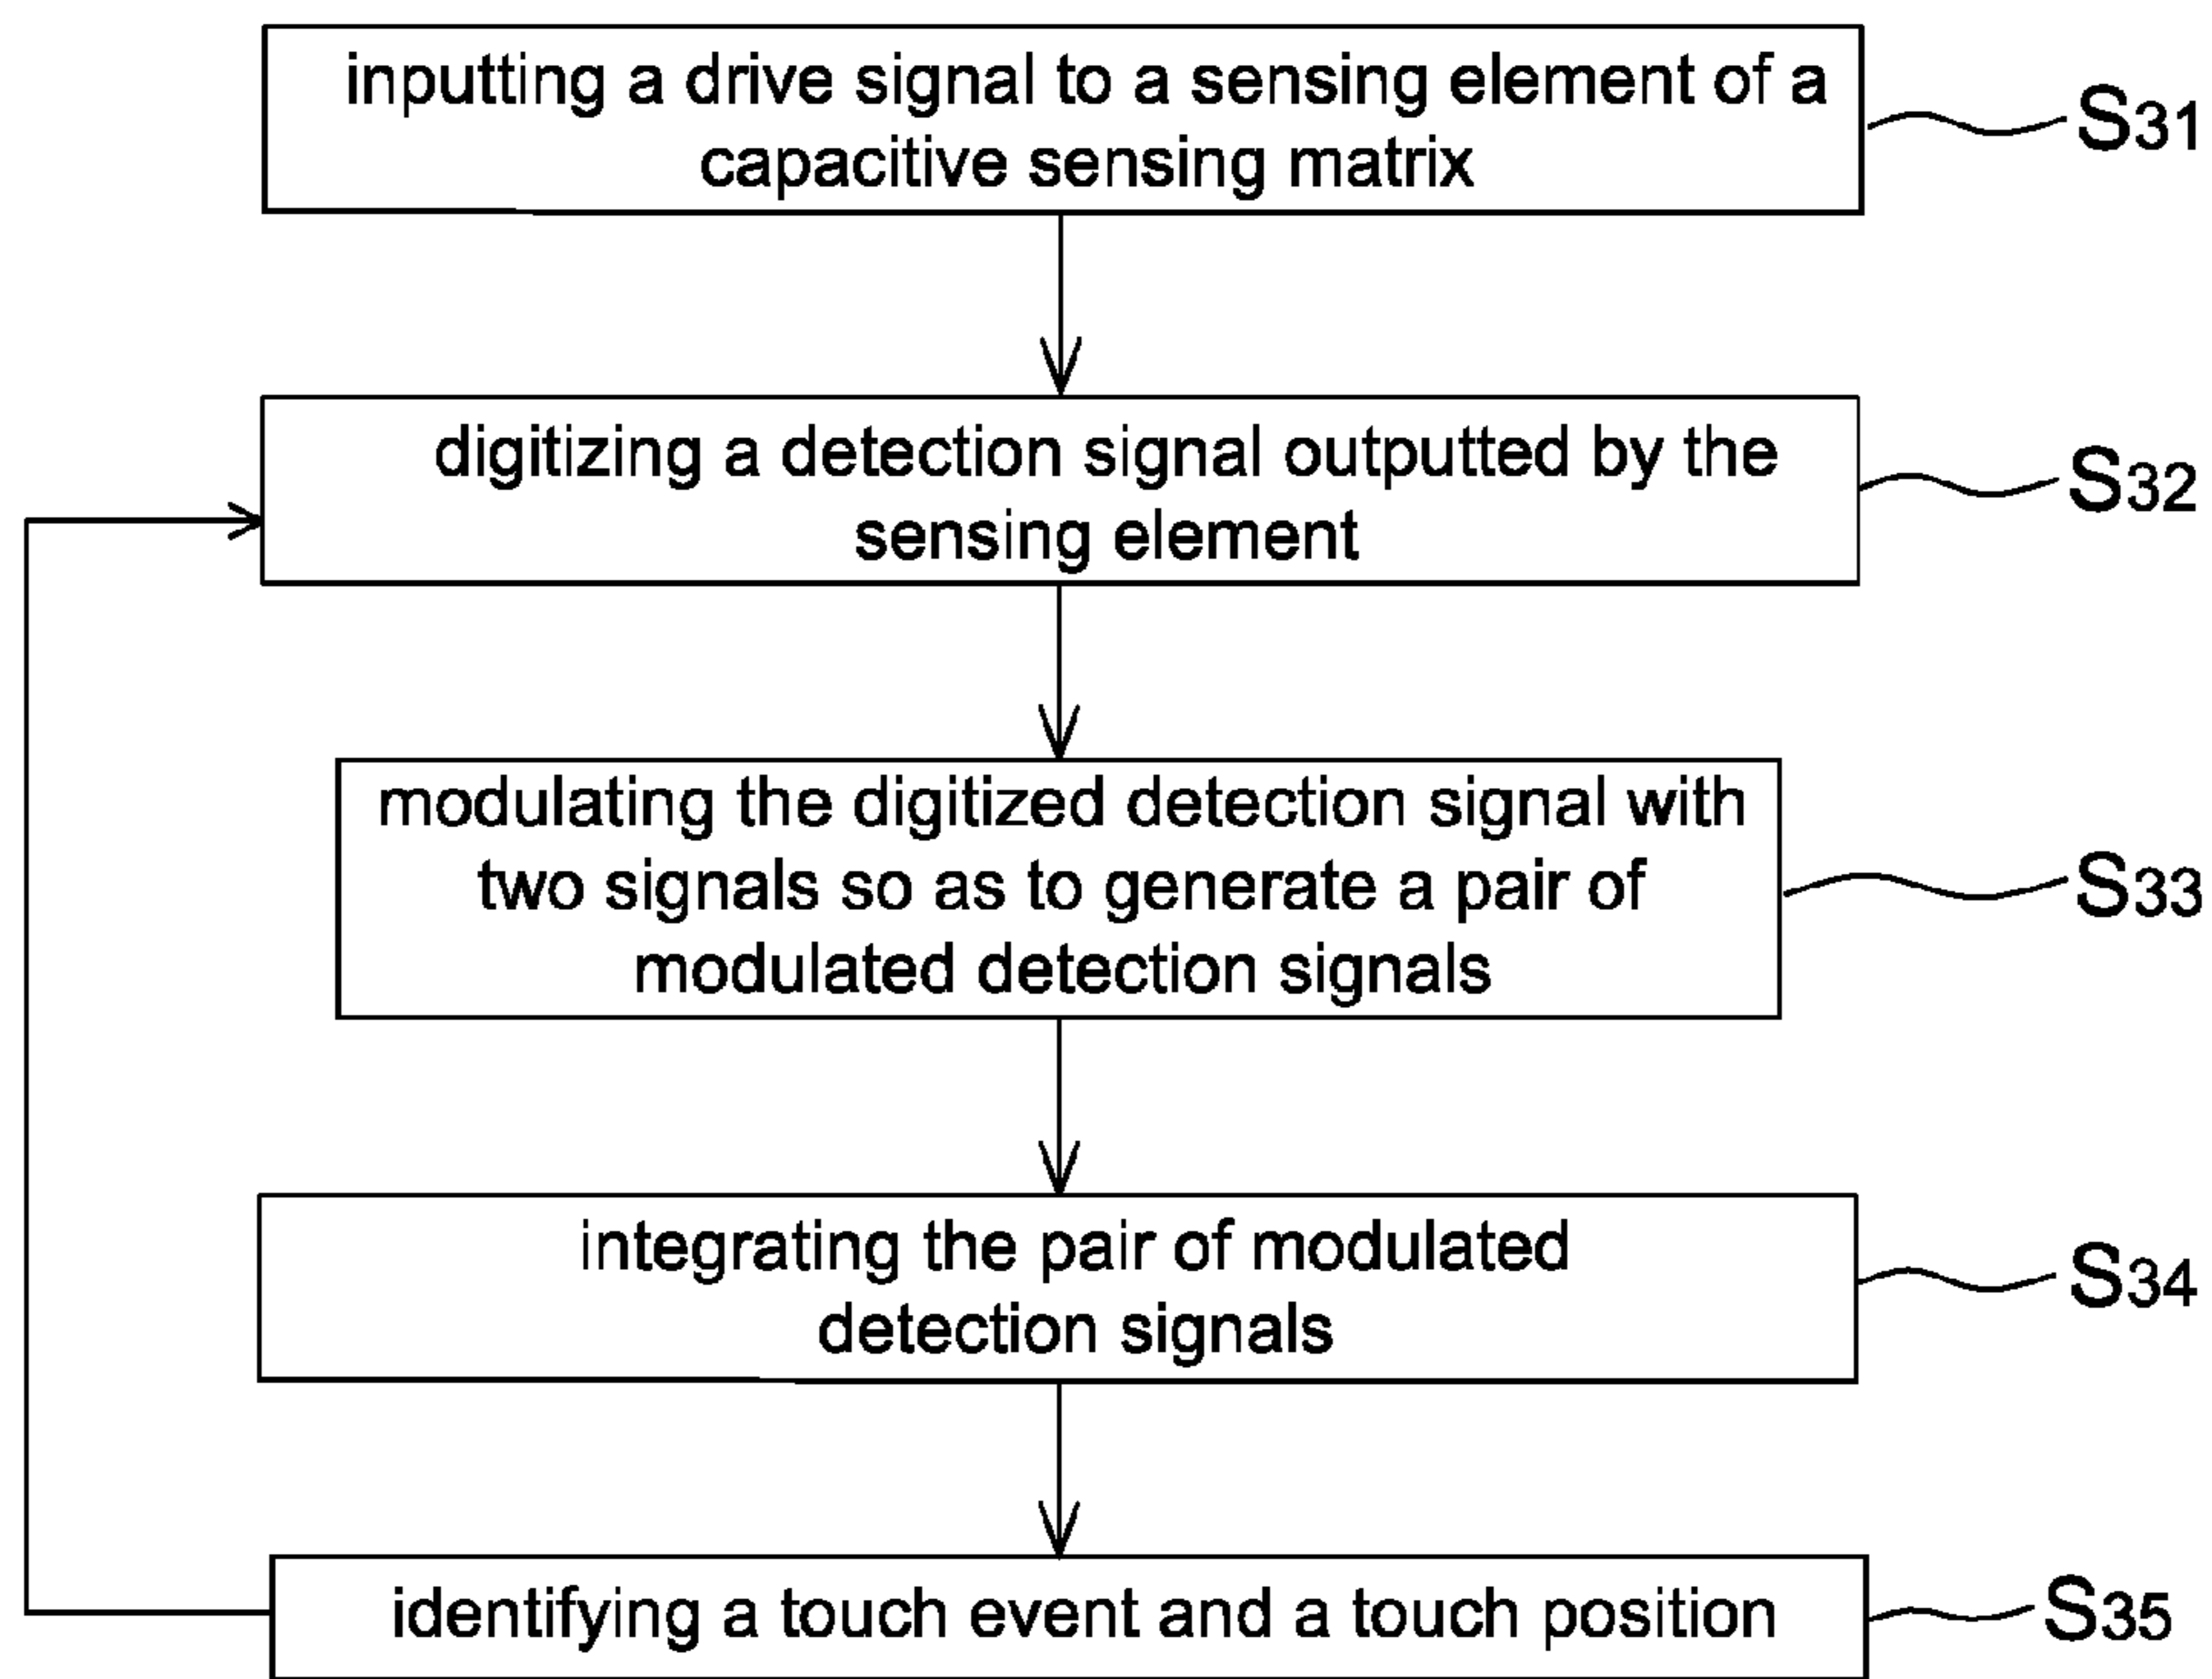 inputting a drive signal to a sensing element of a
capacitive sensing matrix
S31
digitizing a detection signal outputted by the
sensing element
S32
modulating the digitized detection signal with
two signals so as to generate a pair of
modulated detection signals
S33
integrating the pair of modulated
detection signals
S34
identifying a touch event and a touch position
S35